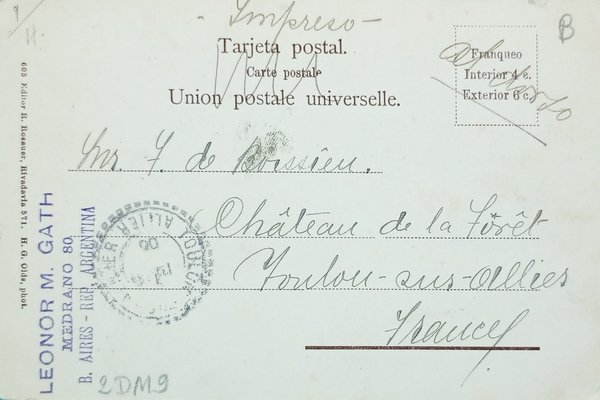 - Impreso -
Tarjeta postal.
Carte postale
Union postale universelle.
Franqueo
Interior 4 c.
Exterior 6 c.
B
H.
Mr. F. de Boissieu.
Château de la Forêt
Toulon-sur-Allier
France
608 Editor R. Rosauer, Rivadavia 571. H. G. Olds, phot.
LEONOR M. GATH
MEDRANO 80,
B. AIRES - REP. ARGENTINA
ALLIER
2DM9